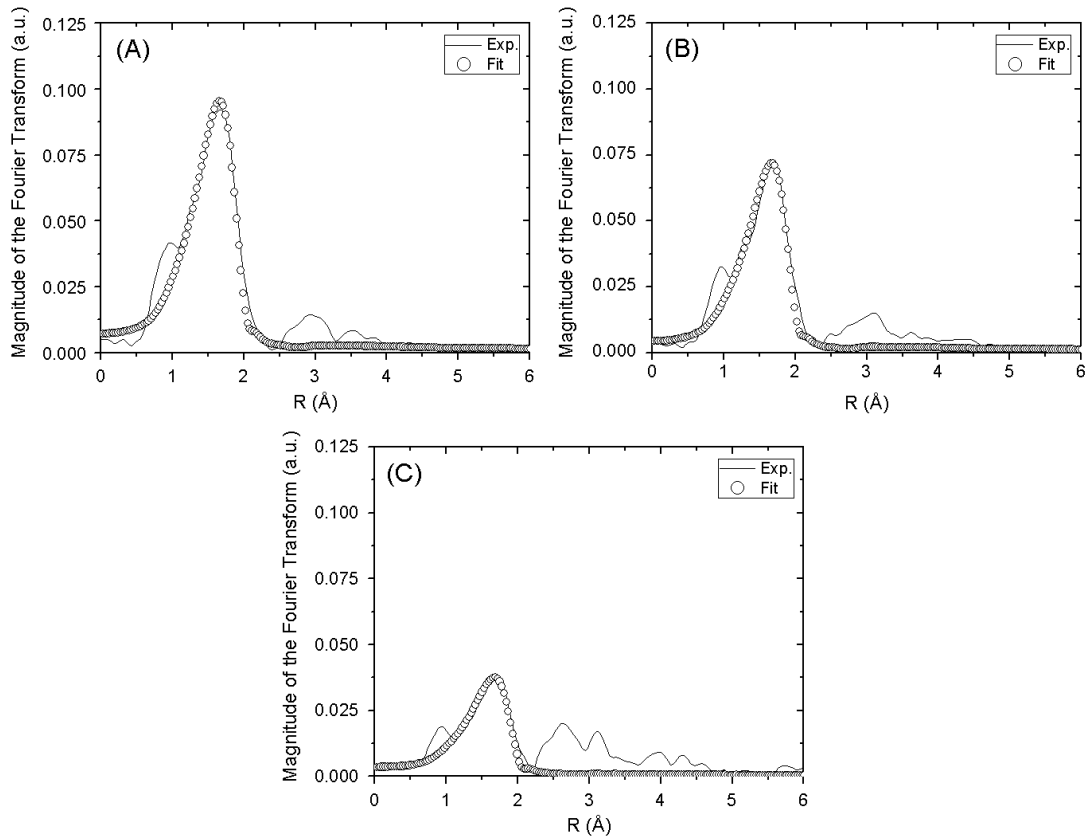 (A)
Exp.
Fit
Magnitude of the Fourier Transform (a.u.)
0.125
0.100
0.075
0.050
0.025
0.000
0 1 2 3 4 5 6
R (Å)
(B)
Exp.
Fit
Magnitude of the Fourier Transform (a.u.)
0.125
0.100
0.075
0.050
0.025
0.000
0 1 2 3 4 5 6
R (Å)
(C)
Exp.
Fit
Magnitude of the Fourier Transform (a.u.)
0.125
0.100
0.075
0.050
0.025
0.000
0 1 2 3 4 5 6
R (Å)